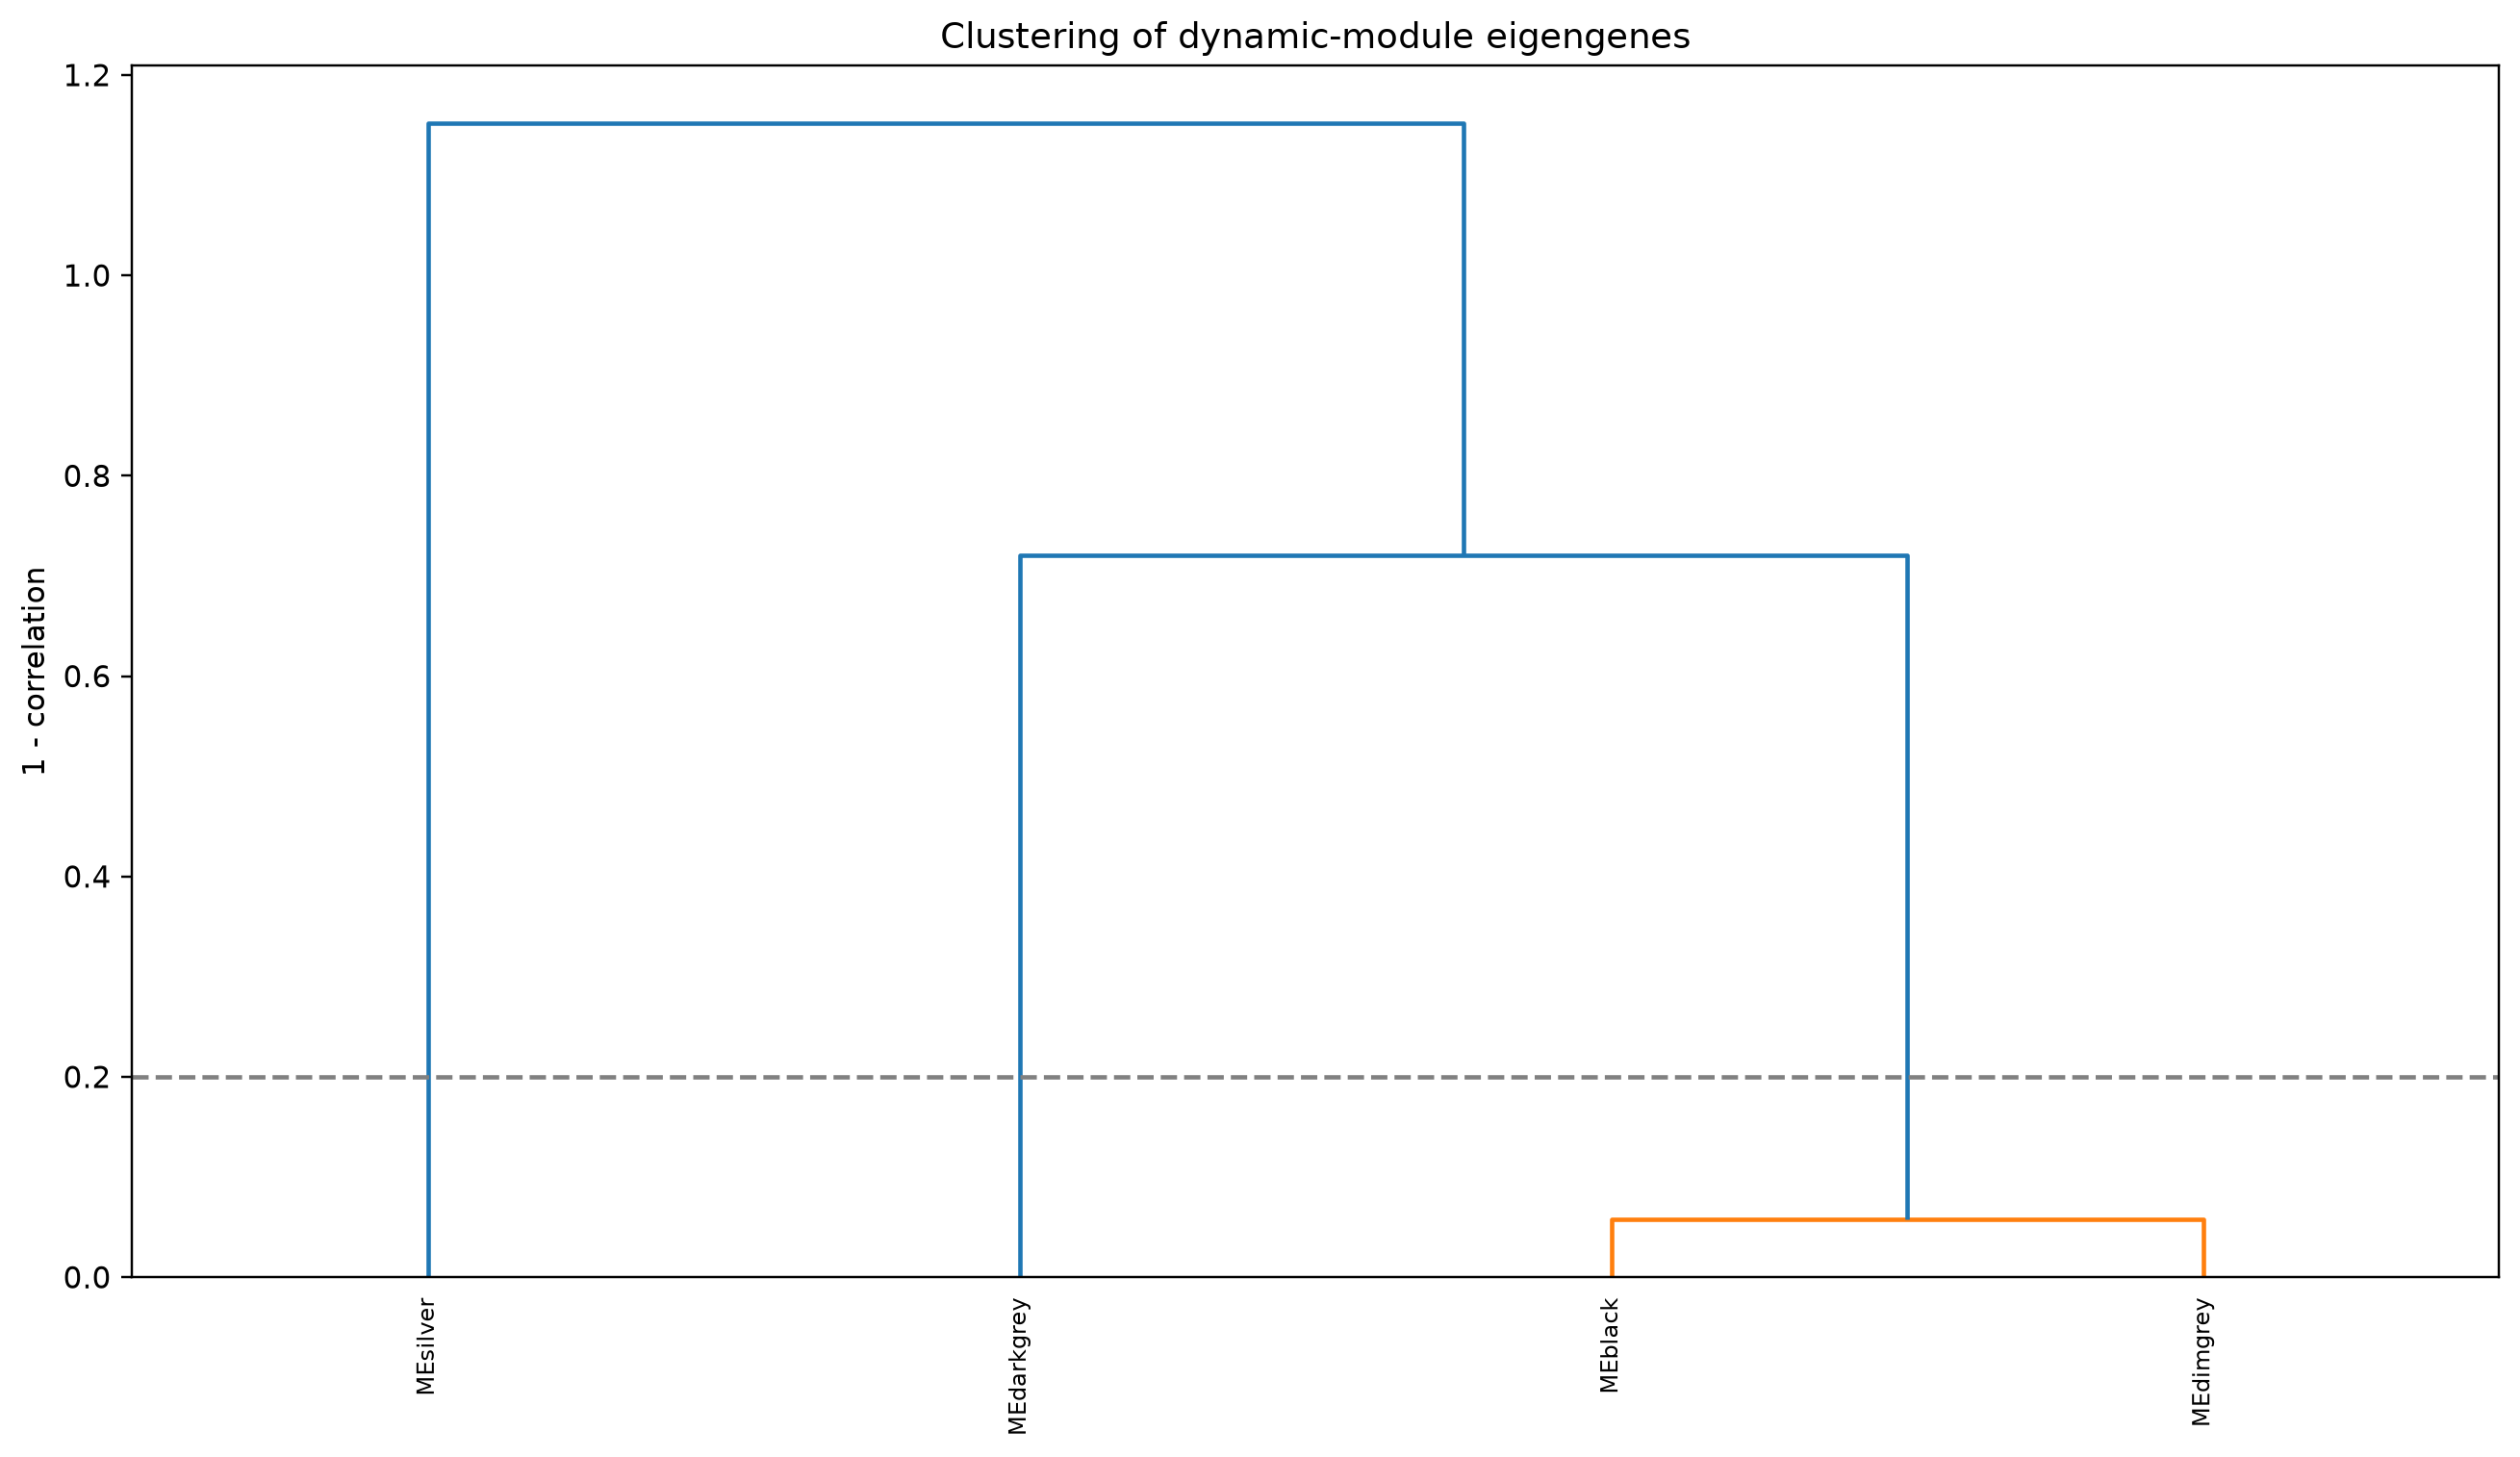 Clustering of dynamic-module eigengenes
1 - correlation
1.2
1.0
0.8
0.6
0.4
0.2
0.0
MEsilver
MEdarkgrey
MEblack
MEdimgrey